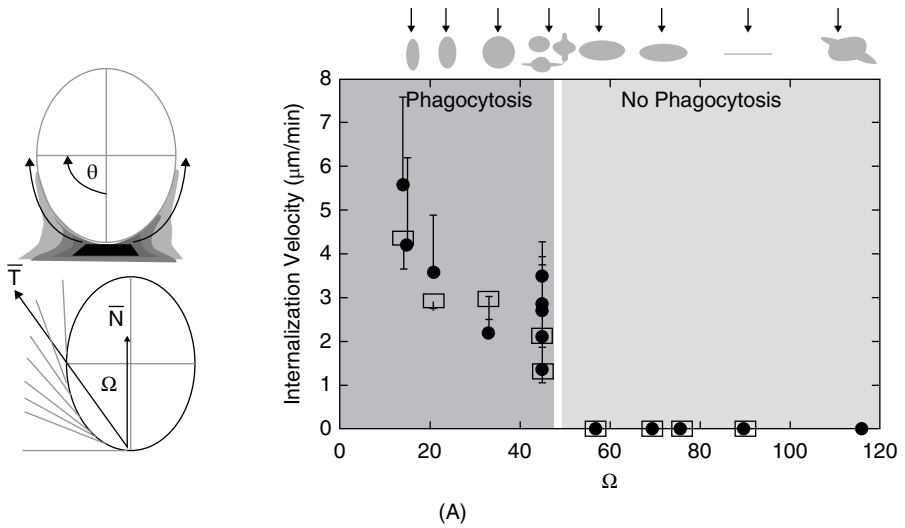 θ
T̅
N̅
Ω
Phagocytosis
No Phagocytosis
Internalization Velocity (μm/min)
8
7
6
5
4
3
2
1
0
0 20 40 60 80 100 120
Ω
(A)